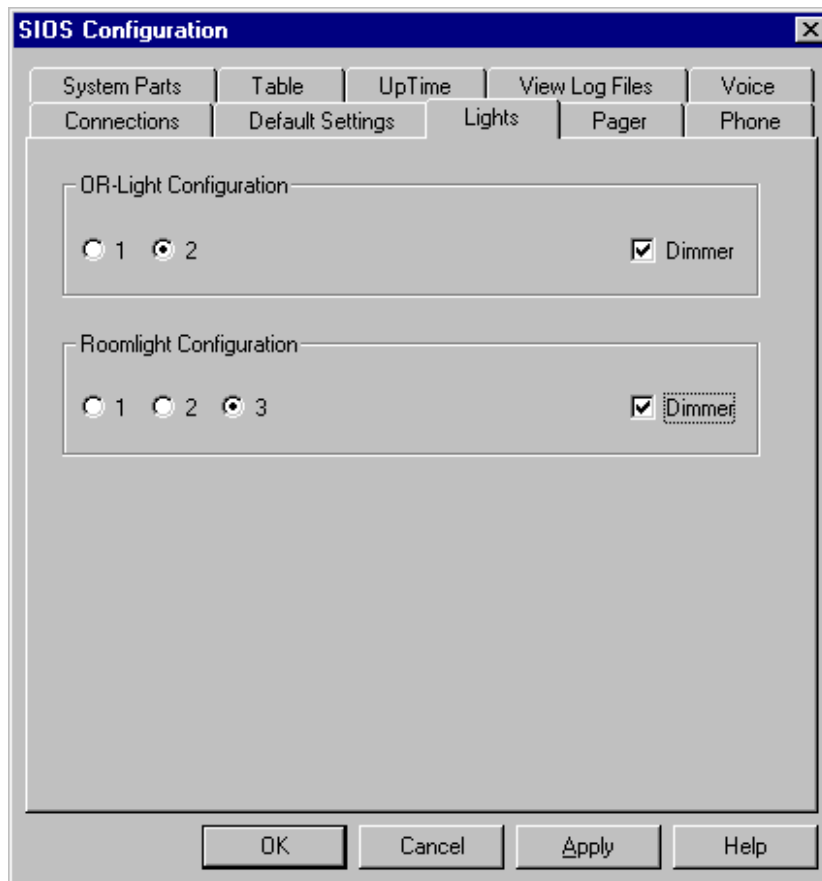 SIOS Configuration
System Parts Table UpTime View Log Files Voice
Connections Default Settings Lights Pager Phone
OR-Light Configuration
1 2 Dimmer
Roomlight Configuration
1 2 3 Dimmer
OK Cancel Apply Help